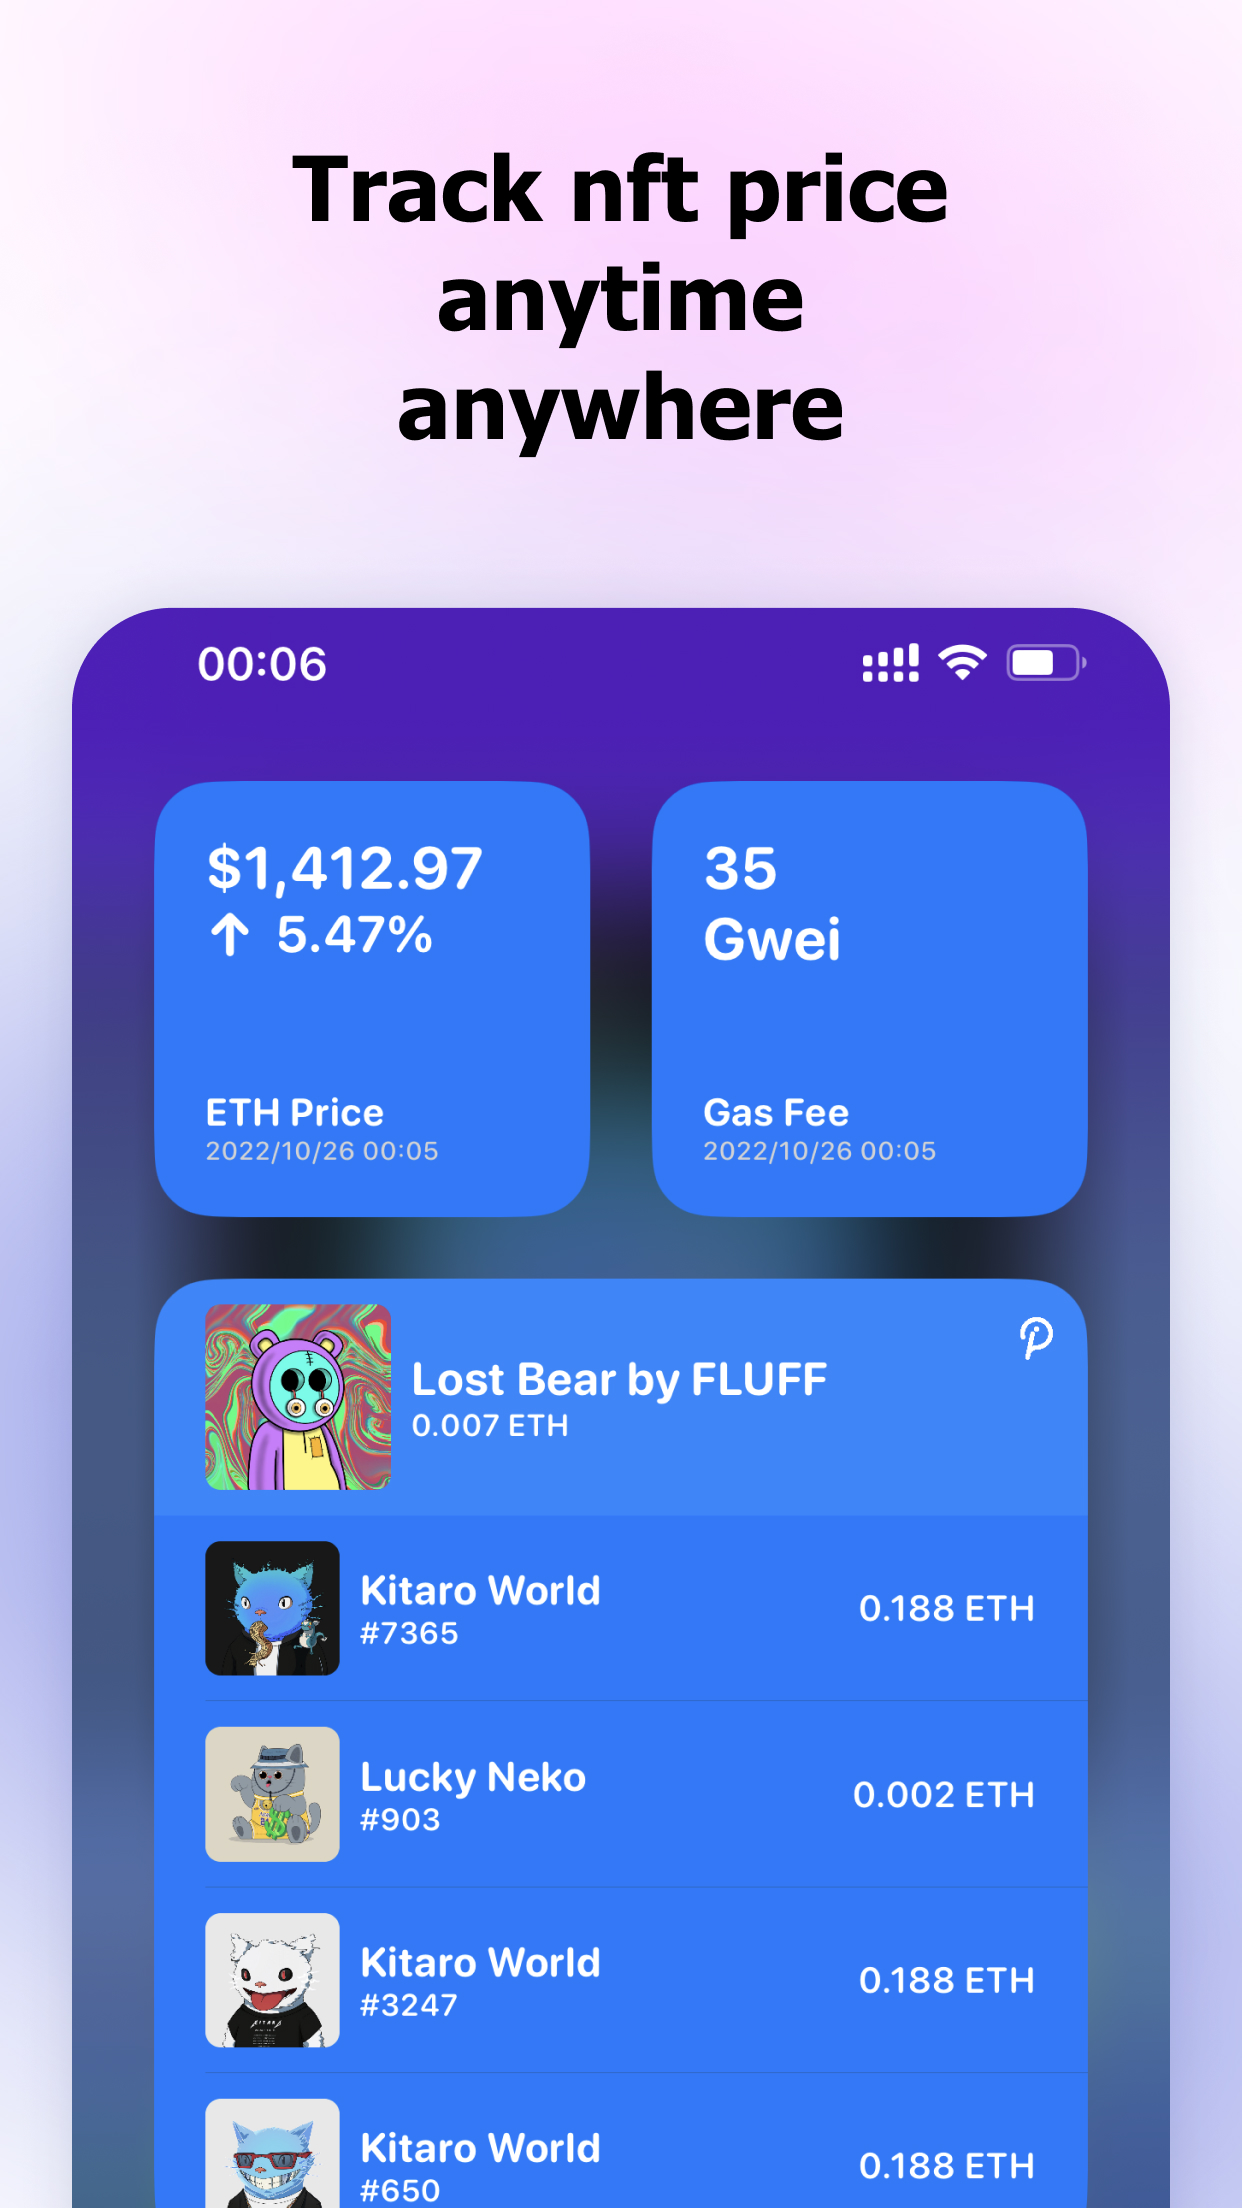 Track nft price
anytime
anywhere
00:06
$1,412.97
↑ 5.47%
ETH Price
2022/10/26 00:05
35
Gwei
Gas Fee
2022/10/26 00:05
Lost Bear by FLUFF
0.007 ETH
Kitaro World
#7365
0.188 ETH
Lucky Neko
#903
0.002 ETH
Kitaro World
#3247
0.188 ETH
Kitaro World
#650
0.188 ETH